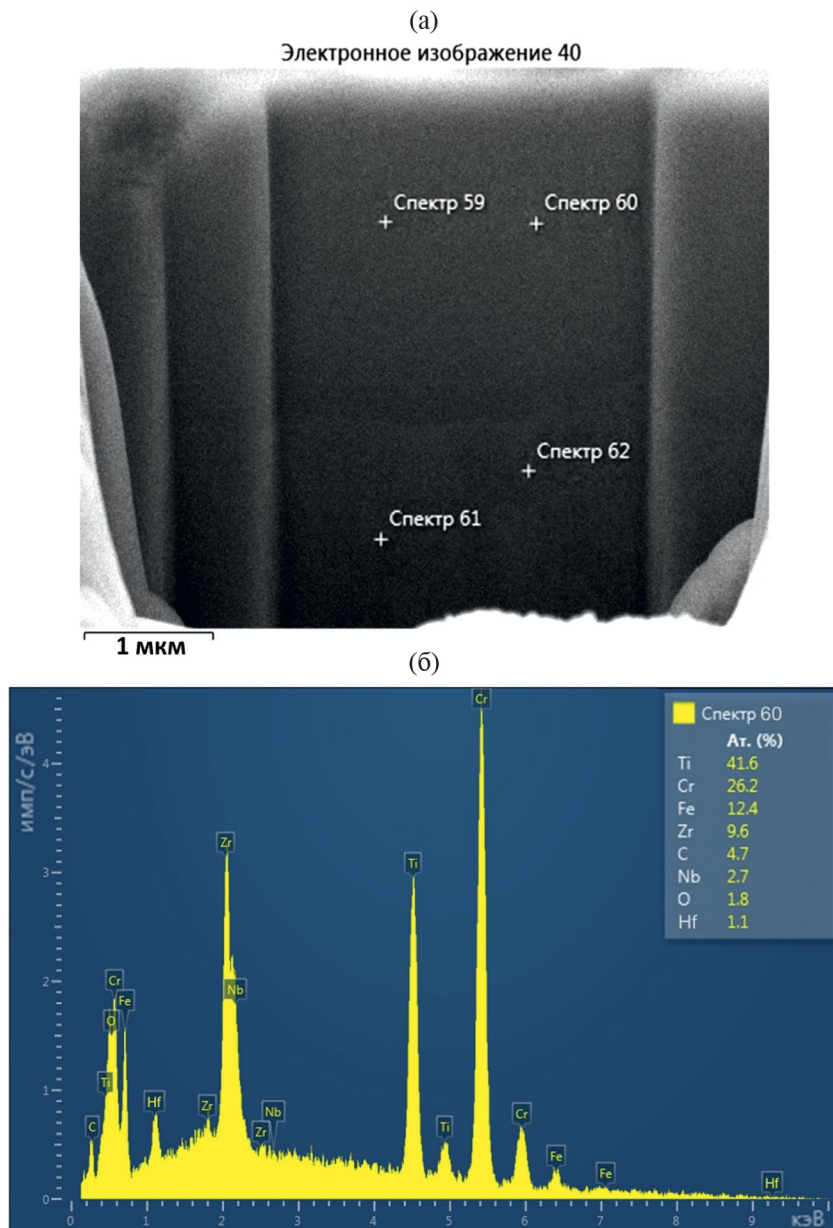 (а)
Электронное изображение 40
Спектр 59
Спектр 60
Спектр 62
Спектр 61
1 мкм
(б)
имп/с/эВ
4
3
2
1
0
Cr
Zr
Ti
Cr
Fe
O
Nb
Ti
C
Hf
Zr
Zr
Nb
Ti
Cr
Fe
Fe
Hf
Спектр 60
Ат. (%)
Ti 41.6
Cr 26.2
Fe 12.4
Zr 9.6
C 4.7
Nb 2.7
O 1.8
Hf 1.1
0 1 2 3 4 5 6 7 8 9 кэВ